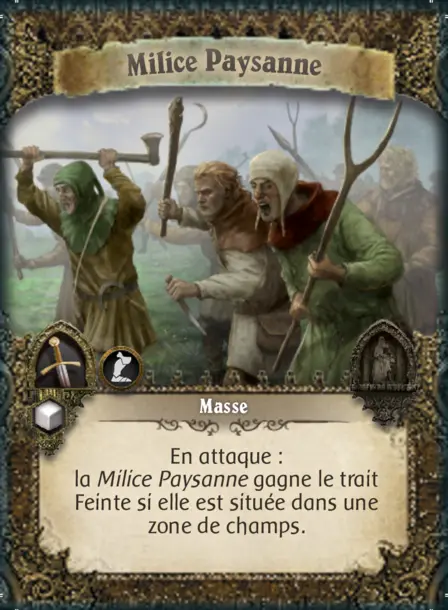 Milice Paysanne
Masse
En attaque :
la Milice Paysanne gagne le trait
Feinte si elle est située dans une
zone de champs.